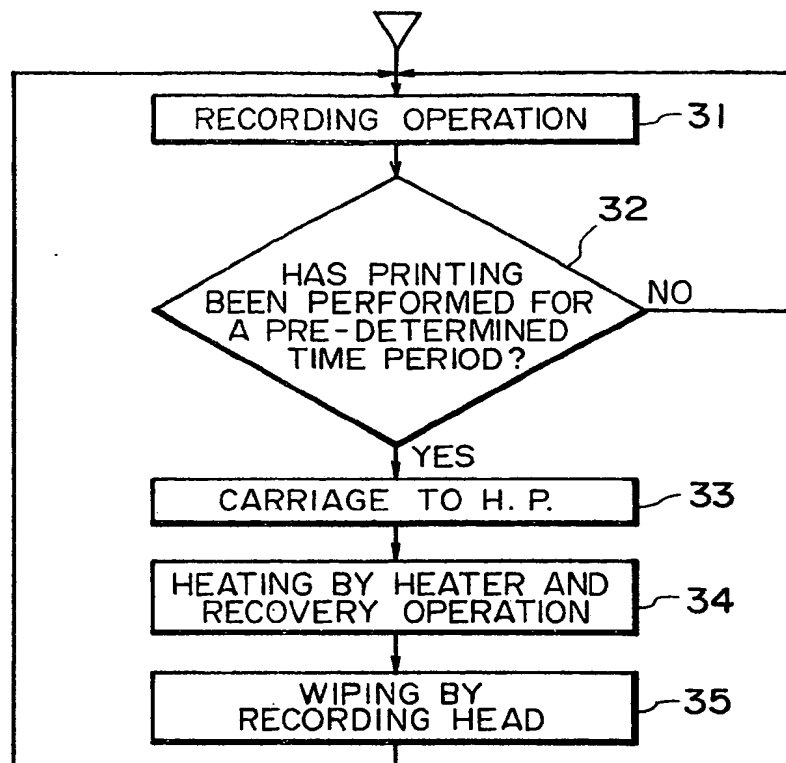 RECORDING OPERATION
31
32
HAS PRINTING
BEEN PERFORMED FOR
A PRE-DETERMINED
TIME PERIOD?
NO
YES
CARRIAGE TO H. P.
33
HEATING BY HEATER AND
RECOVERY OPERATION
34
WIPING BY
RECORDING HEAD
35